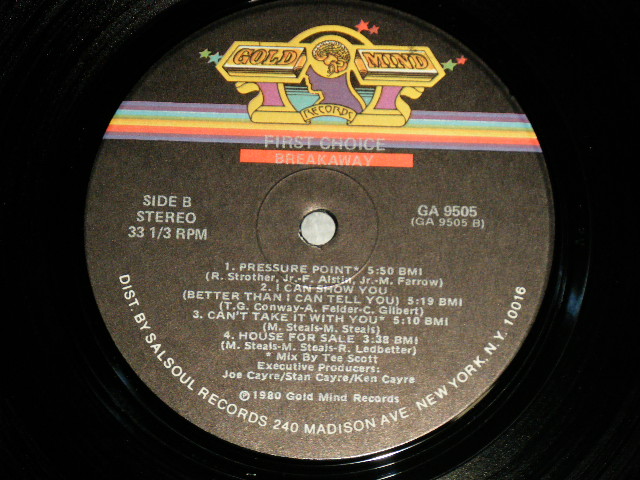 GOLD MIND
RECORDS
FIRST CHOICE
BREAKAWAY
SIDE B
STEREO
33 1/3 RPM
GA 9505
(GA 9505 B)
1. PRESSURE POINT* 5:50 BMI
(R. Strother, Jr.-F. Alstin, Jr.-M. Farrow)
2. I CAN SHOW YOU
(BETTER THAN I CAN TELL YOU) 5:19 BMI
(T.G. Conway-A. Felder-C. Gilbert)
3. CAN'T TAKE IT WITH YOU* 5:10 BMI
(M. Steals-M. Steals)
4. HOUSE FOR SALE 3:38 BMI
(M. Steals-M. Steals-R. Ledbetter)
* Mix By Tee Scott
Executive Producers:
Joe Cayre/Stan Cayre/Ken Cayre
℗1980 Gold Mind Records
DIST. BY SALSOUL RECORDS 240 MADISON AVE. NEW YORK, N.Y. 10016